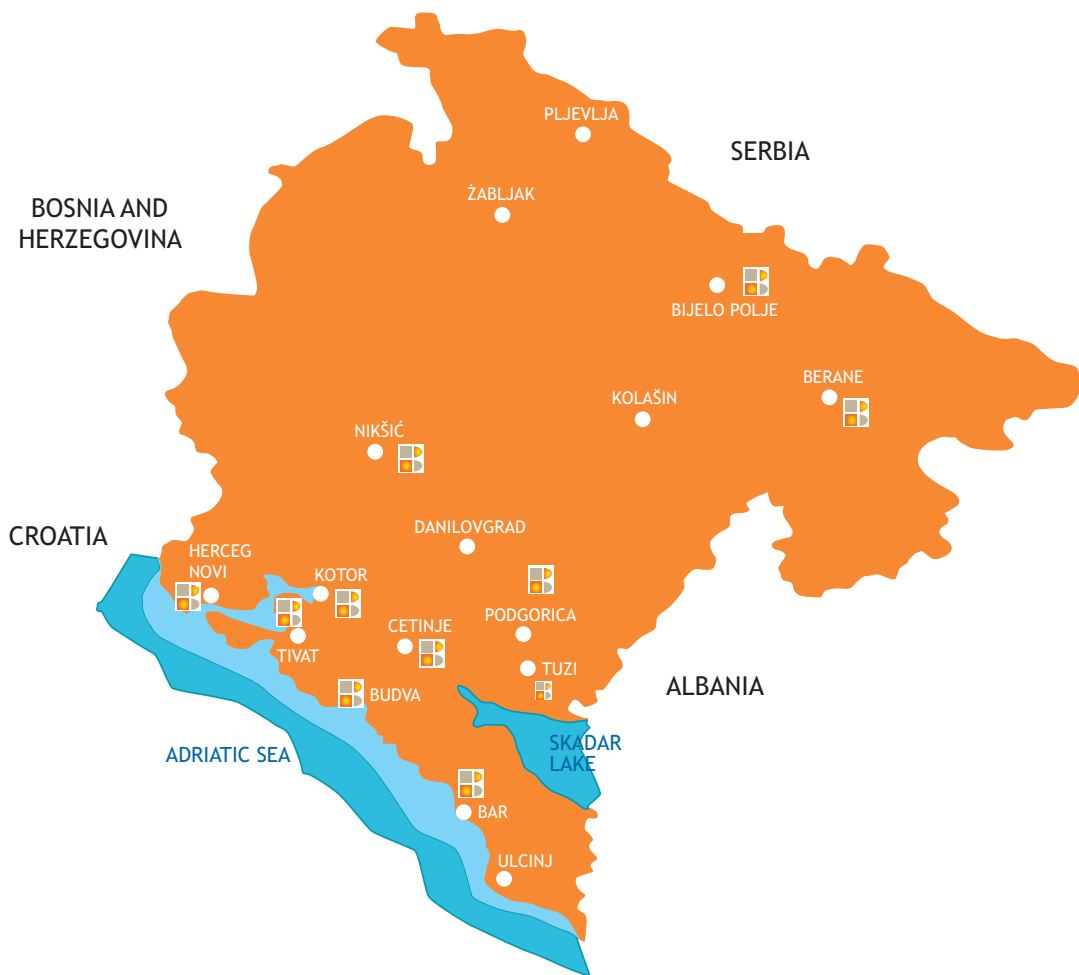 PLJEVLJA
SERBIA
ŻABLJAK
BOSNIA AND
HERZEGOVINA
BIJELO POLJE
BERANE
KOLAŠIN
NIKŠIĆ
DANILOVGRAD
CROATIA
HERCEG
NOVI
KOTOR
PODGORICA
CETINJE
TIVAT
TUZI
ALBANIA
BUDVA
SKADAR
LAKE
ADRIATIC SEA
BAR
ULCINJ